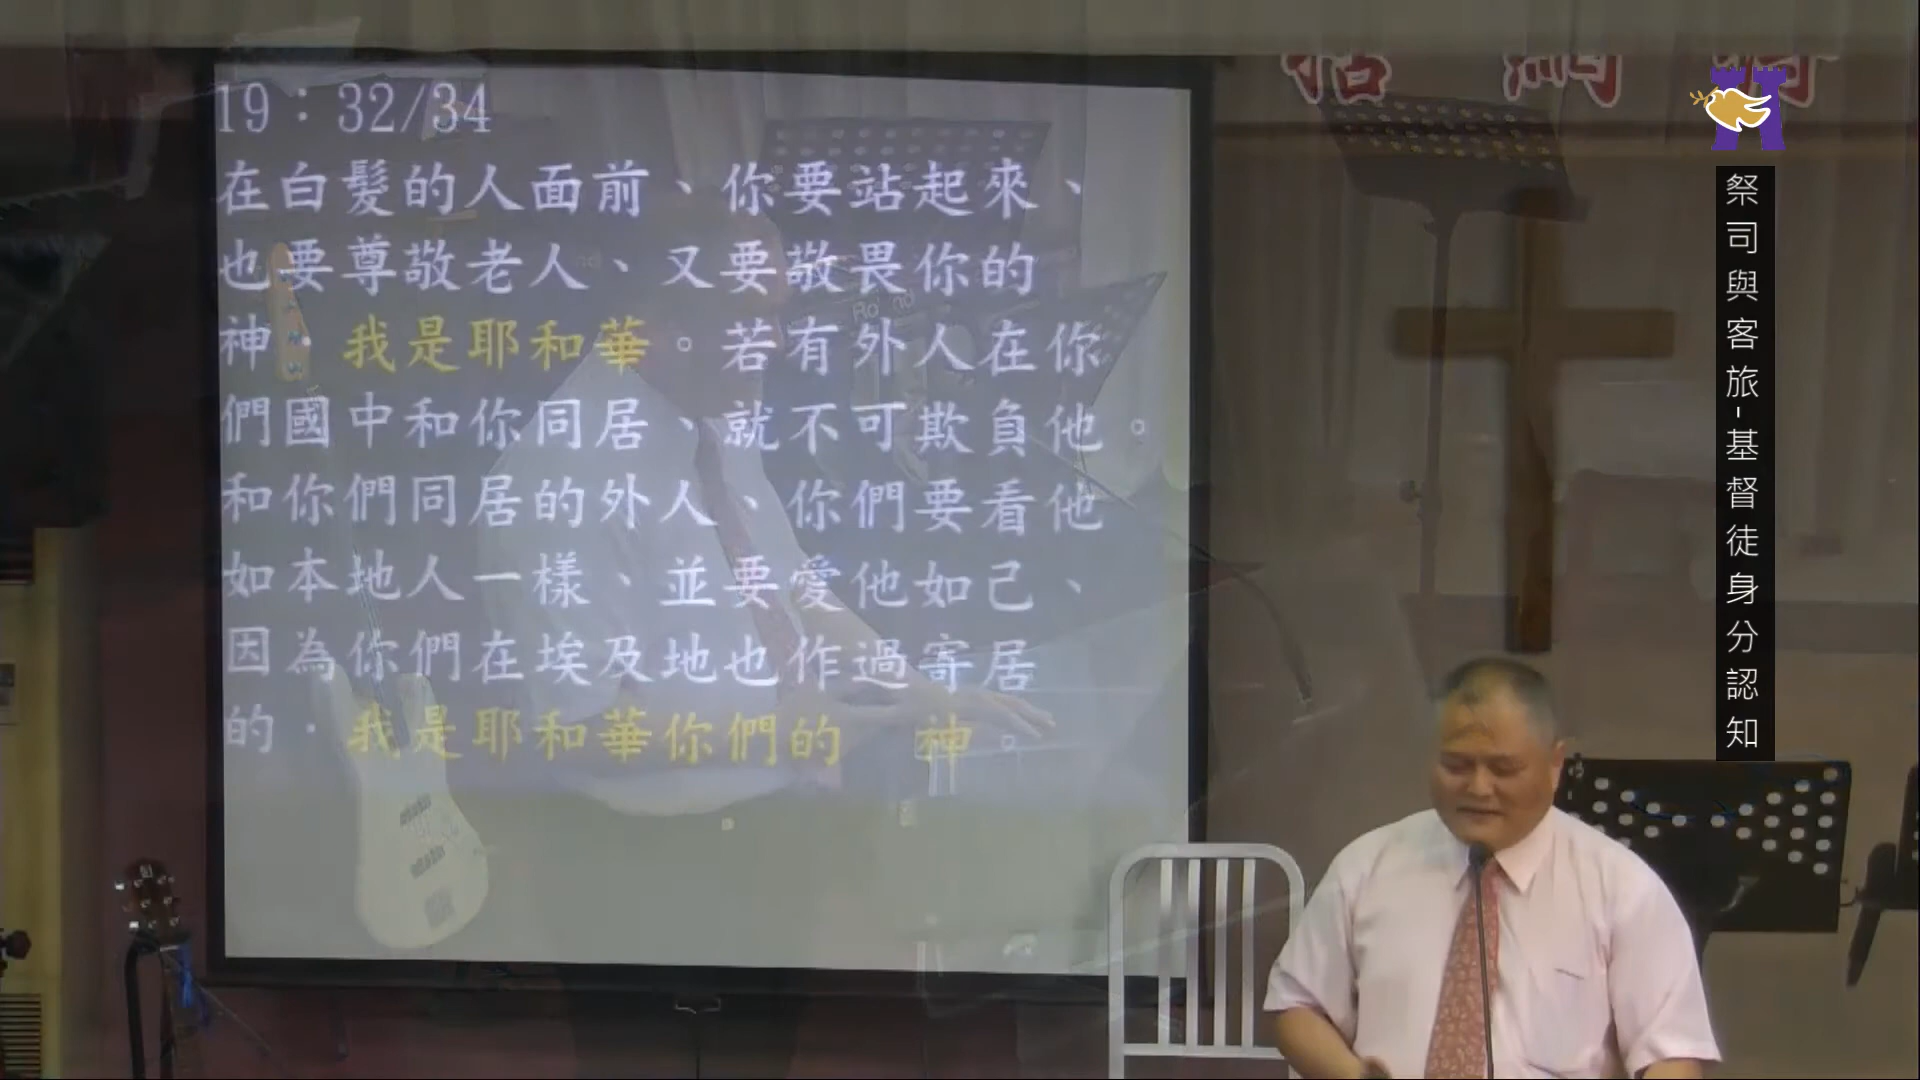 19：32/34
在白髮的人面前、你要站起來、
也要尊敬老人、又要敬畏你的
神．我是耶和華。若有外人在你
們國中和你同居、就不可欺負他。
和你們同居的外人、你們要看他
如本地人一樣、並要愛他如己、
因為你們在埃及地也作過寄居
的．我是耶和華你們的　神。
Roland
祭司與客旅-基督徒身分認知